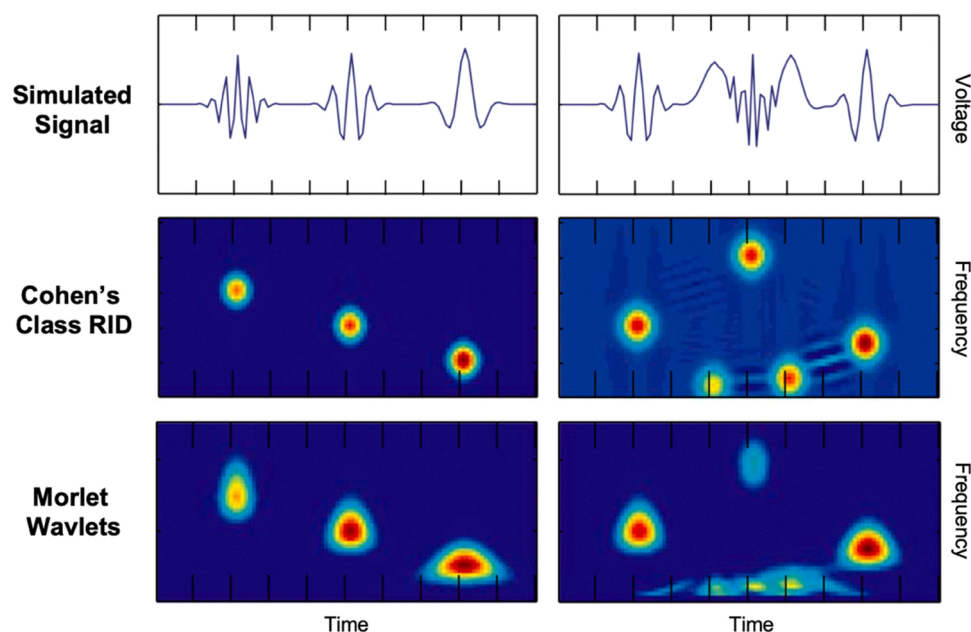 Simulated
Signal
Voltage
Cohen's
Class RID
Frequency
Morlet
Wavlets
Frequency
Time
Time